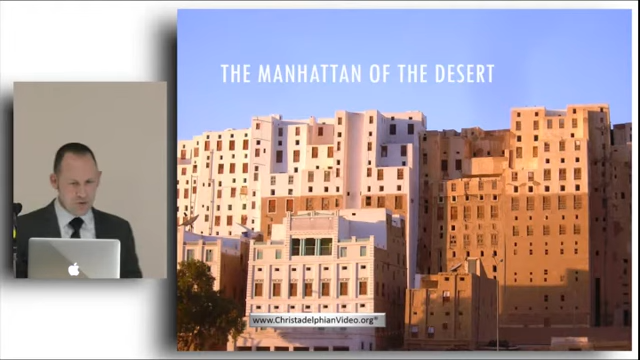 THE MANHATTAN OF THE DESERT
www.ChristadelphianVideo.org®